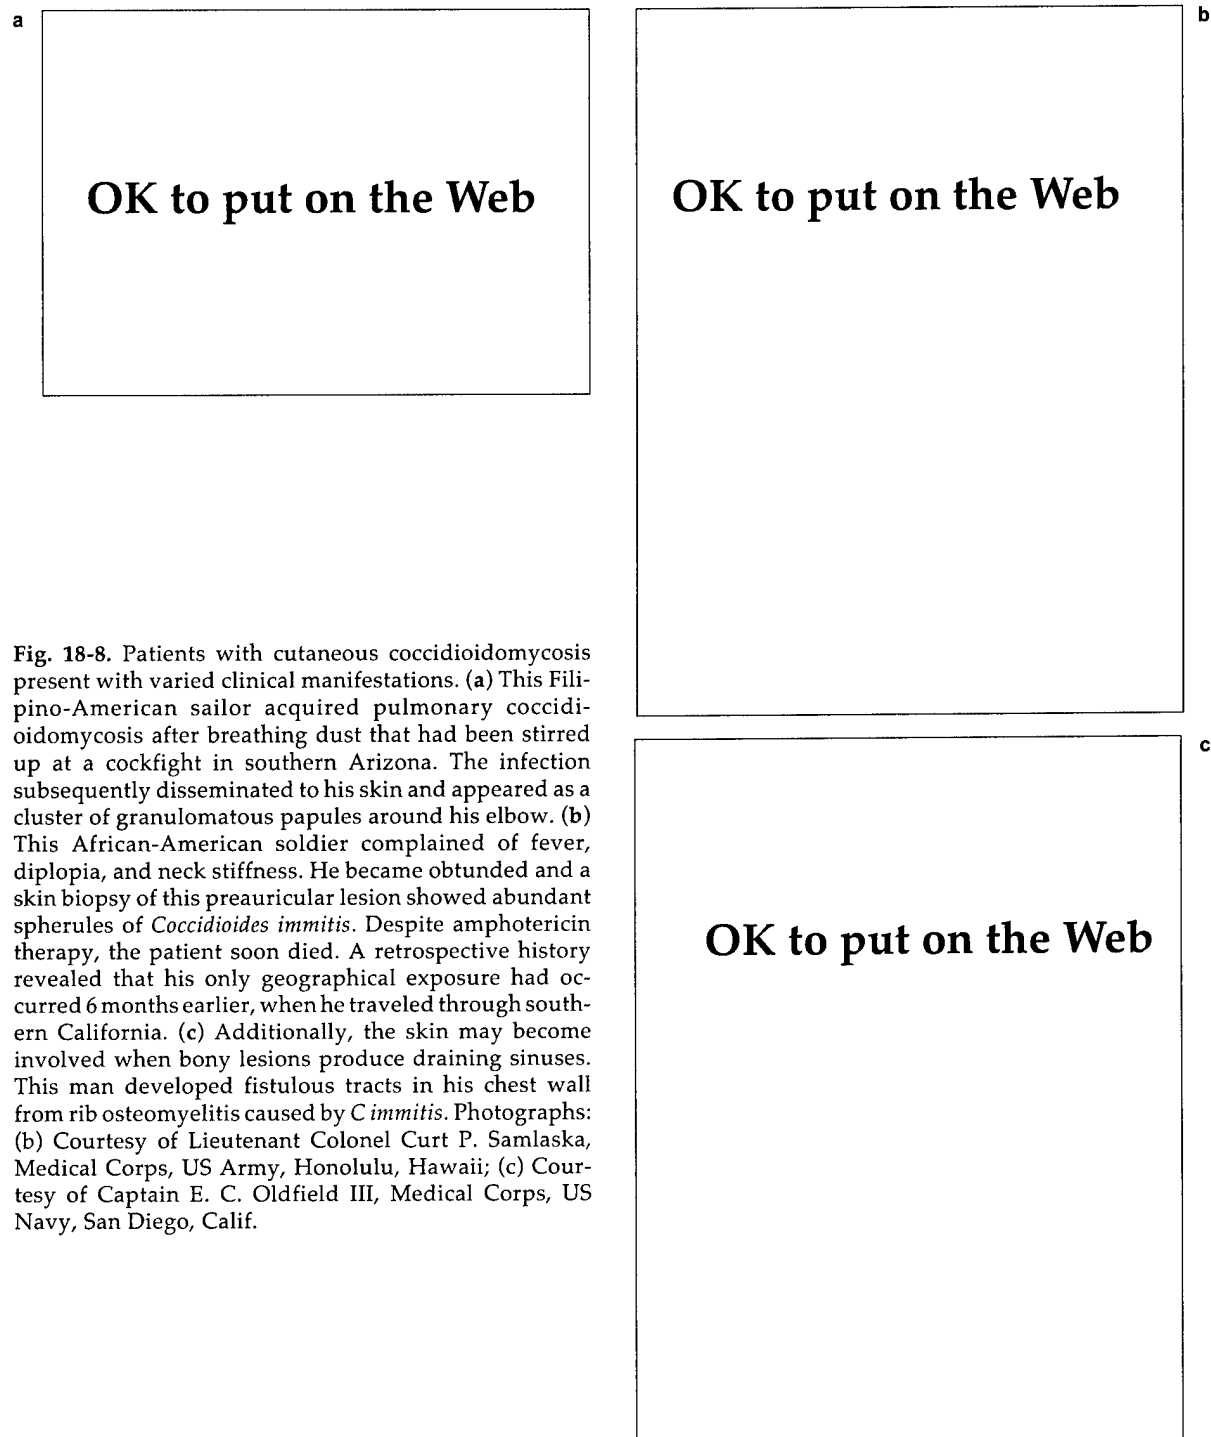 a
OK to put on the Web
b
OK to put on the Web
Fig. 18-8. Patients with cutaneous coccidioidomycosis
present with varied clinical manifestations. (a) This Fili-
pino-American sailor acquired pulmonary coccidi-
oidomycosis after breathing dust that had been stirred
up at a cockfight in southern Arizona. The infection
subsequently disseminated to his skin and appeared as a
cluster of granulomatous papules around his elbow. (b)
This African-American soldier complained of fever,
diplopia, and neck stiffness. He became obtunded and a
skin biopsy of this preauricular lesion showed abundant
spherules of Coccidioides immitis. Despite amphotericin
therapy, the patient soon died. A retrospective history
revealed that his only geographical exposure had oc-
curred 6 months earlier, when he traveled through south-
ern California. (c) Additionally, the skin may become
involved when bony lesions produce draining sinuses.
This man developed fistulous tracts in his chest wall
from rib osteomyelitis caused by C immitis. Photographs:
(b) Courtesy of Lieutenant Colonel Curt P. Samlaska,
Medical Corps, US Army, Honolulu, Hawaii; (c) Cour-
tesy of Captain E. C. Oldfield III, Medical Corps, US
Navy, San Diego, Calif.
c
OK to put on the Web